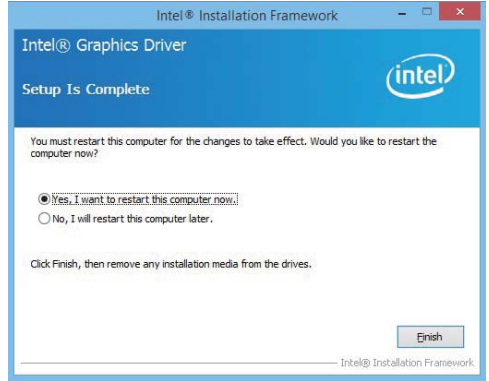 Intel® Installation Framework
Intel® Graphics Driver
Setup Is Complete
intel
You must restart this computer for the changes to take effect. Would you like to restart the
computer now?
Yes, I want to restart this computer now.
No, I will restart this computer later.
Click Finish, then remove any installation media from the drives.
Finish
Intel® Installation Framework